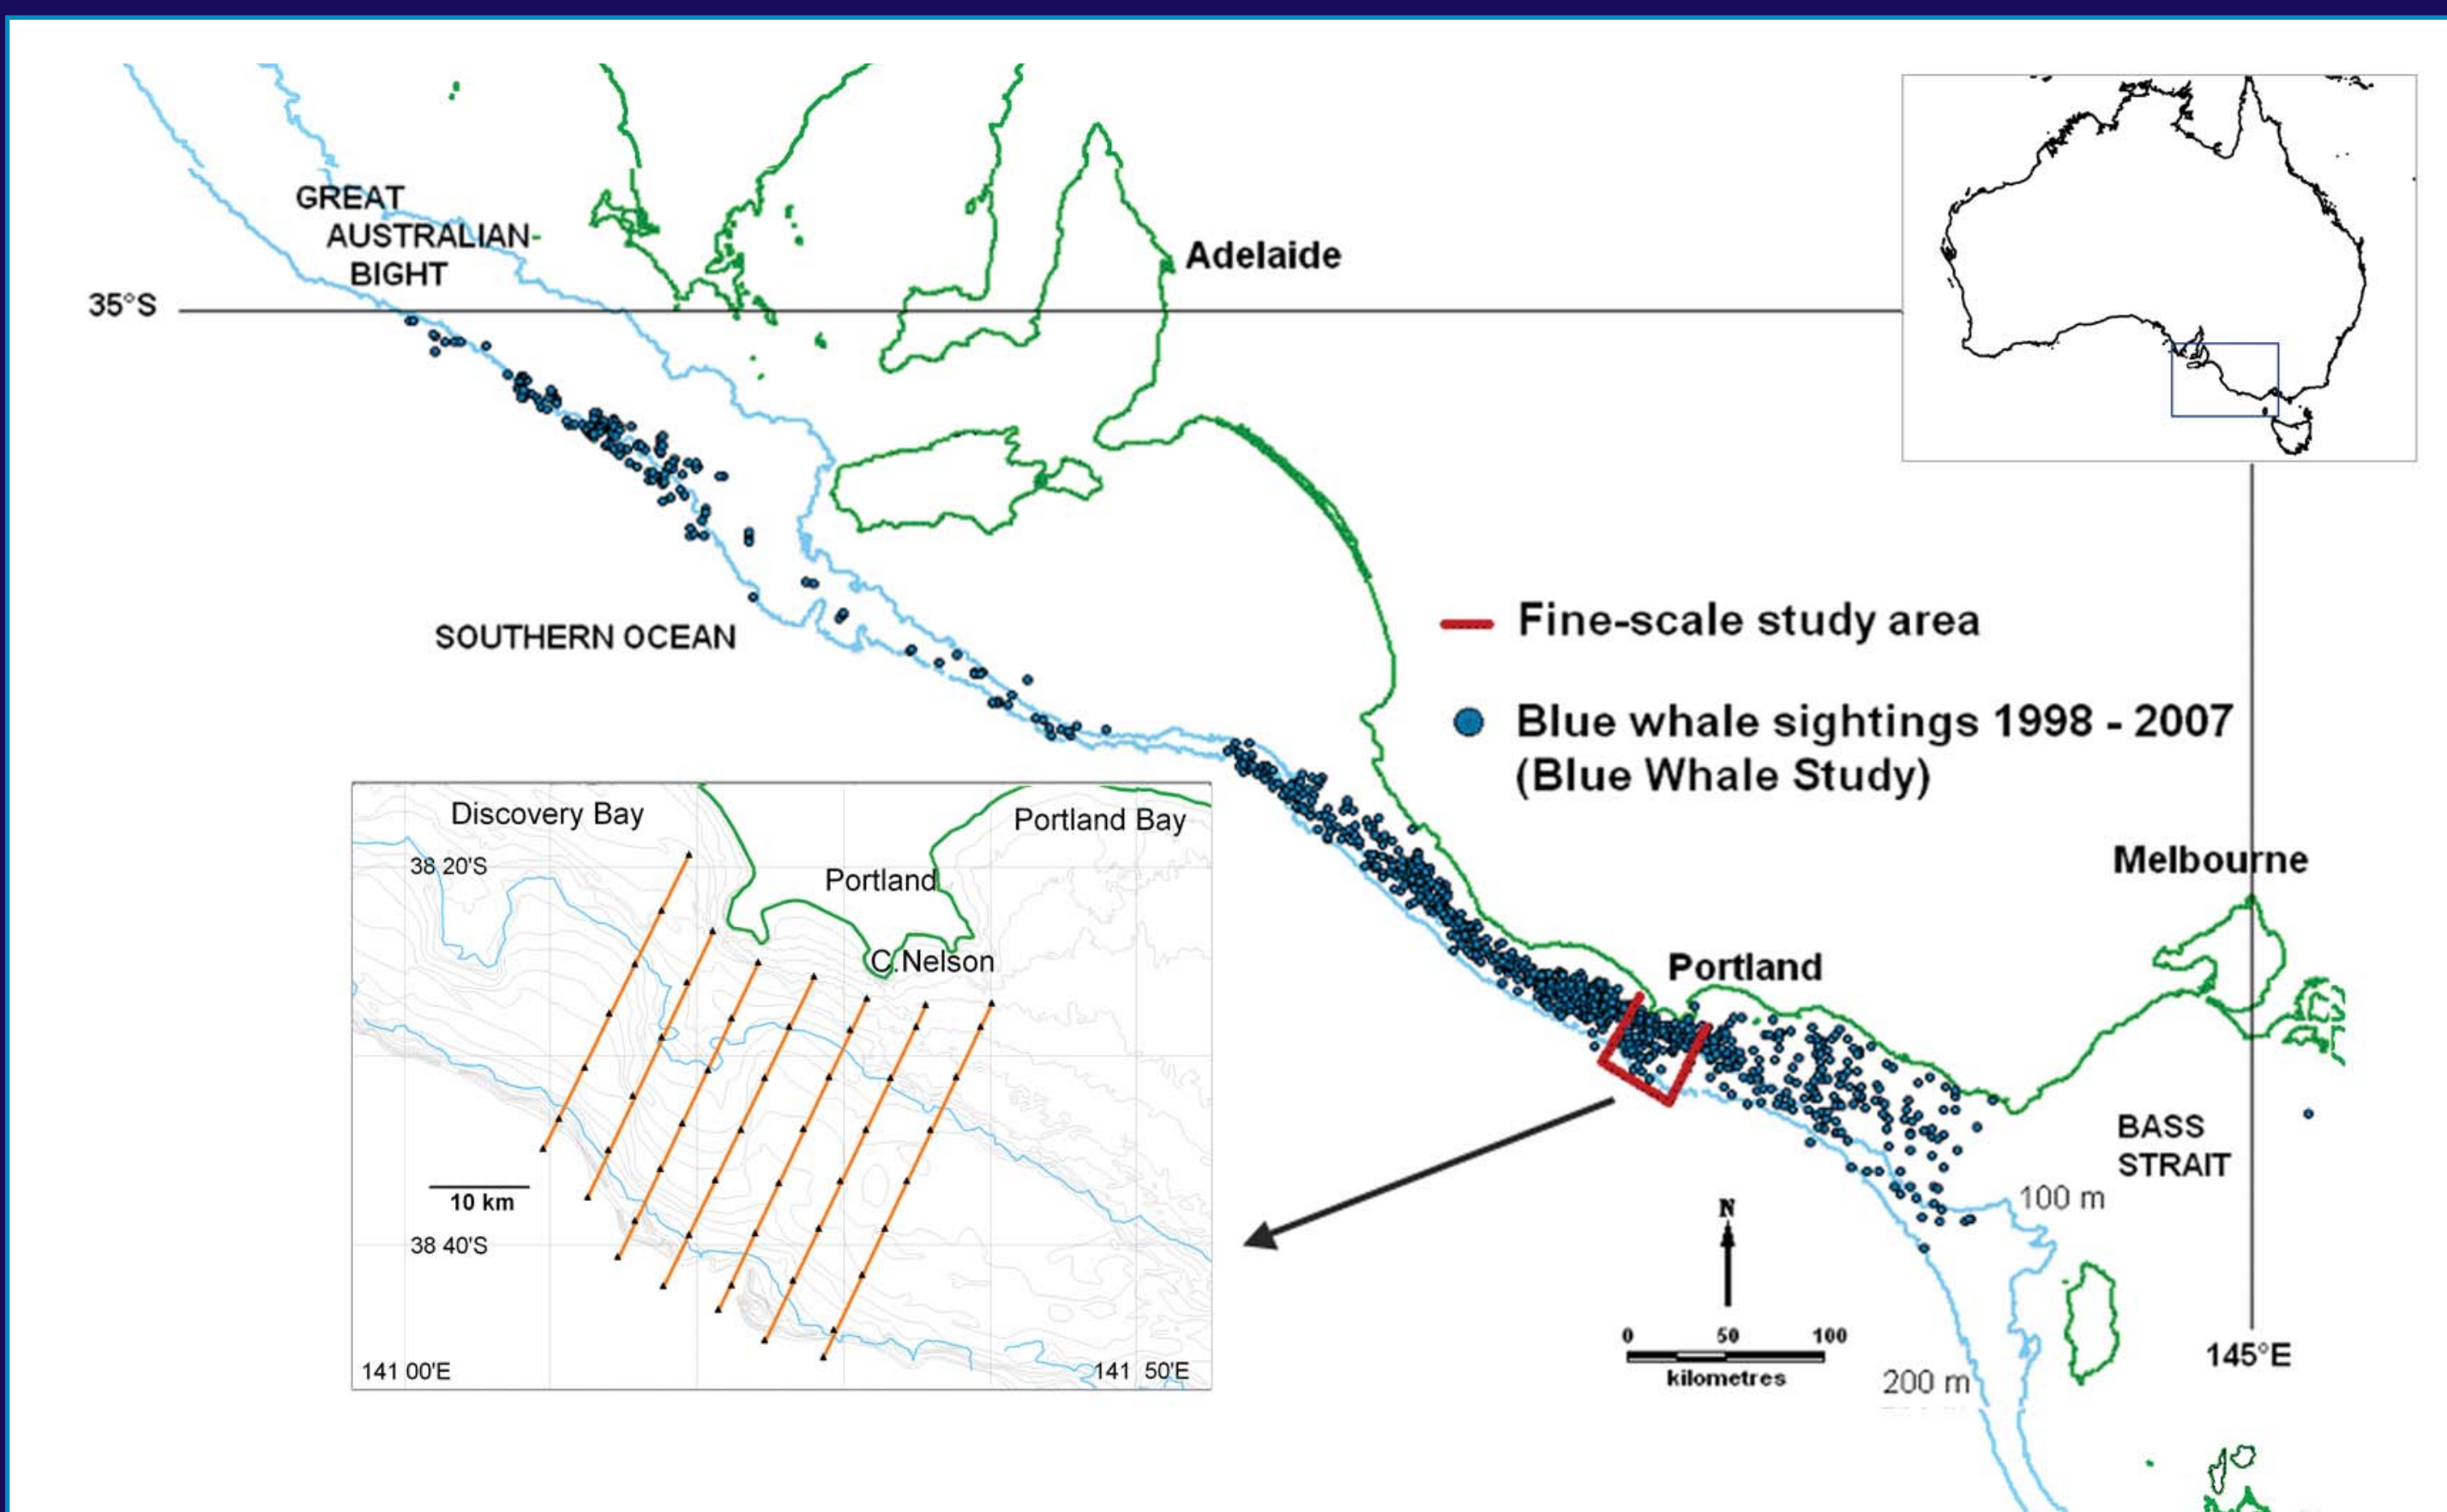 GREAT
AUSTRALIAN-
BIGHT
Adelaide
35°S
SOUTHERN OCEAN
Fine-scale study area
Blue whale sightings 1998 - 2007
(Blue Whale Study)
Melbourne
Portland
BASS
STRAIT
100 m
N
0 50 100
kilometres
200 m
145°E
Discovery Bay
Portland Bay
38 20'S
Portland
C.Nelson
10 km
38 40'S
141 00'E
141 50'E